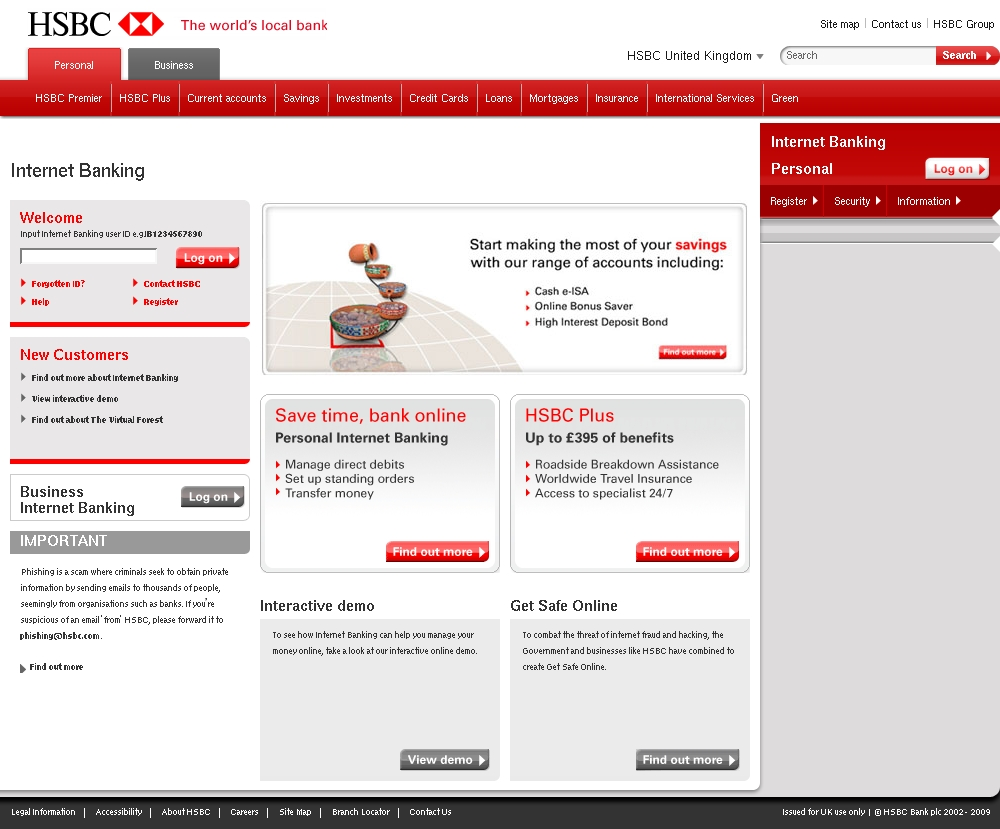 HSBC The world's local bank
Site map Contact us HSBC Group
HSBC United Kingdom Search Search
Personal Business
HSBC Premier HSBC Plus Current accounts Savings Investments Credit Cards Loans Mortgages Insurance International Services Green
Internet Banking
Personal
Log on
Register Security Information
Internet Banking
Welcome
Input Internet Banking user ID e.g.IB1234567890
Log on
Forgotten ID? Contact HSBC
Help Register
New Customers
Find out more about Internet Banking
View interactive demo
Find out about The Virtual Forest
Business
Internet Banking
Log on
IMPORTANT
Phishing is a scam where criminals seek to obtain private
information by sending emails to thousands of people,
seemingly from organisations such as banks. If you're
suspicious of an email 'from' HSBC, please forward it to
phishing@hsbc.com.
Find out more
Start making the most of your savings
with our range of accounts including:
Cash e-ISA
Online Bonus Saver
High Interest Deposit Bond
Find out more
Save time, bank online
Personal Internet Banking
Manage direct debits
Set up standing orders
Transfer money
Find out more
HSBC Plus
Up to £395 of benefits
Roadside Breakdown Assistance
Worldwide Travel Insurance
Access to specialist 24/7
Find out more
Interactive demo
To see how Internet Banking can help you manage your
money online, take a look at our interactive online demo.
View demo
Get Safe Online
To combat the threat of internet fraud and hacking, the
Government and businesses like HSBC have combined to
create Get Safe Online.
Find out more
Legal Information | Accessibility | About HSBC | Careers | Site Map | Branch Locator | Contact Us
Issued for UK use only | © HSBC Bank plc 2002 - 2009